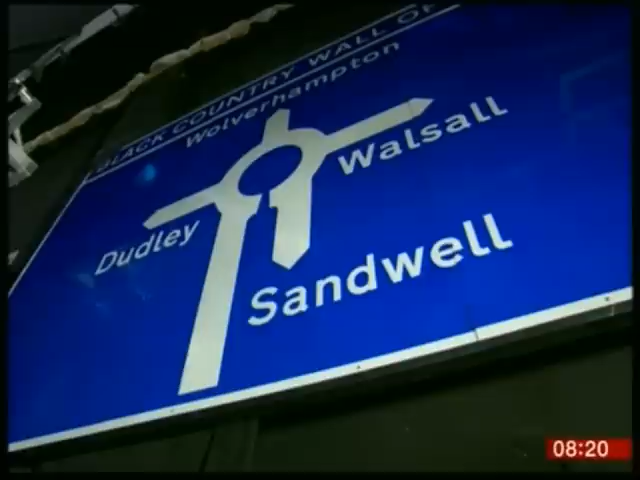 BLACK COUNTRY WALL OF
Wolverhampton
Walsall
Dudley
Sandwell
08:20